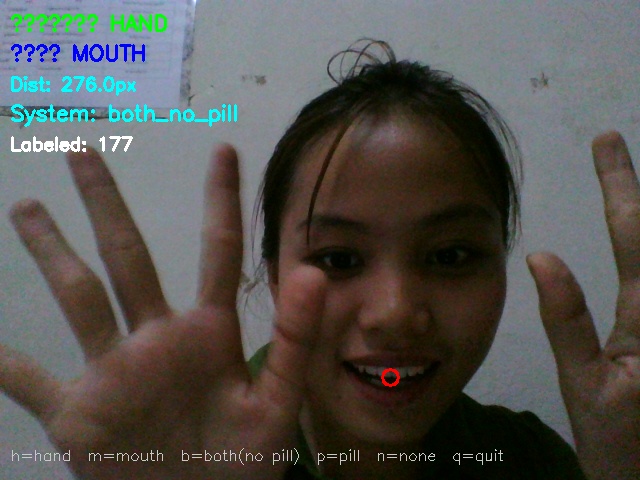 ??????? HAND
???? MOUTH
Dist: 276.0px
System: both_no_pill
Labeled: 177
h=hand m=mouth b=both(no pill) p=pill n=none q=quit